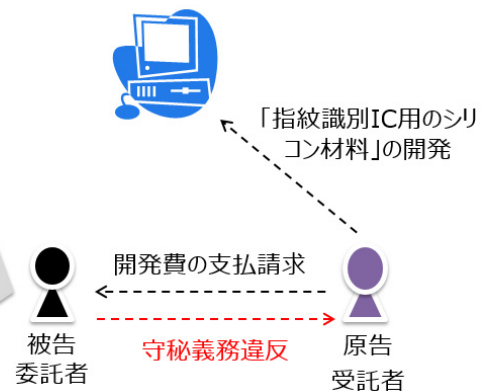 「指紋識別IC用のシリ
コン材料」の開発
開発費の支払請求
守秘義務違反
被告
委託者
原告
受託者